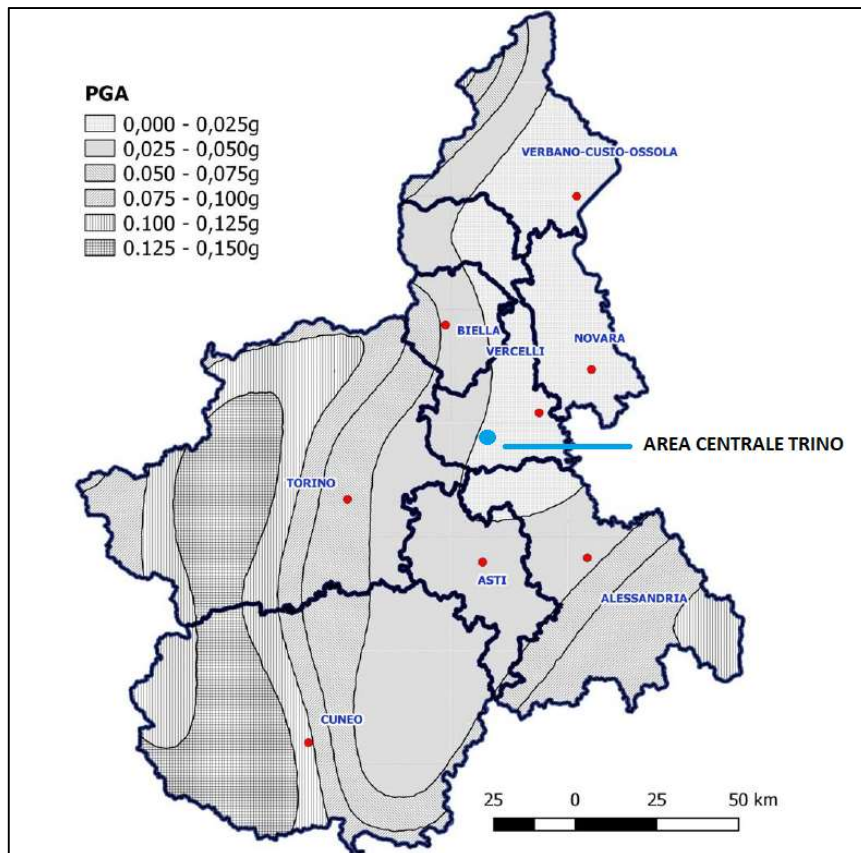 PGA
0,000 - 0,025g
0,025 - 0,050g
0.050 - 0,075g
0.075 - 0,100g
0.100 - 0,125g
0.125 - 0,150g
VERBANO-CUSIO-OSSOLA
BIELLA
VERCELLI
NOVARA
AREA CENTRALE TRINO
TORINO
ASTI
ALESSANDRIA
CUNEO
25 0 25 50 km